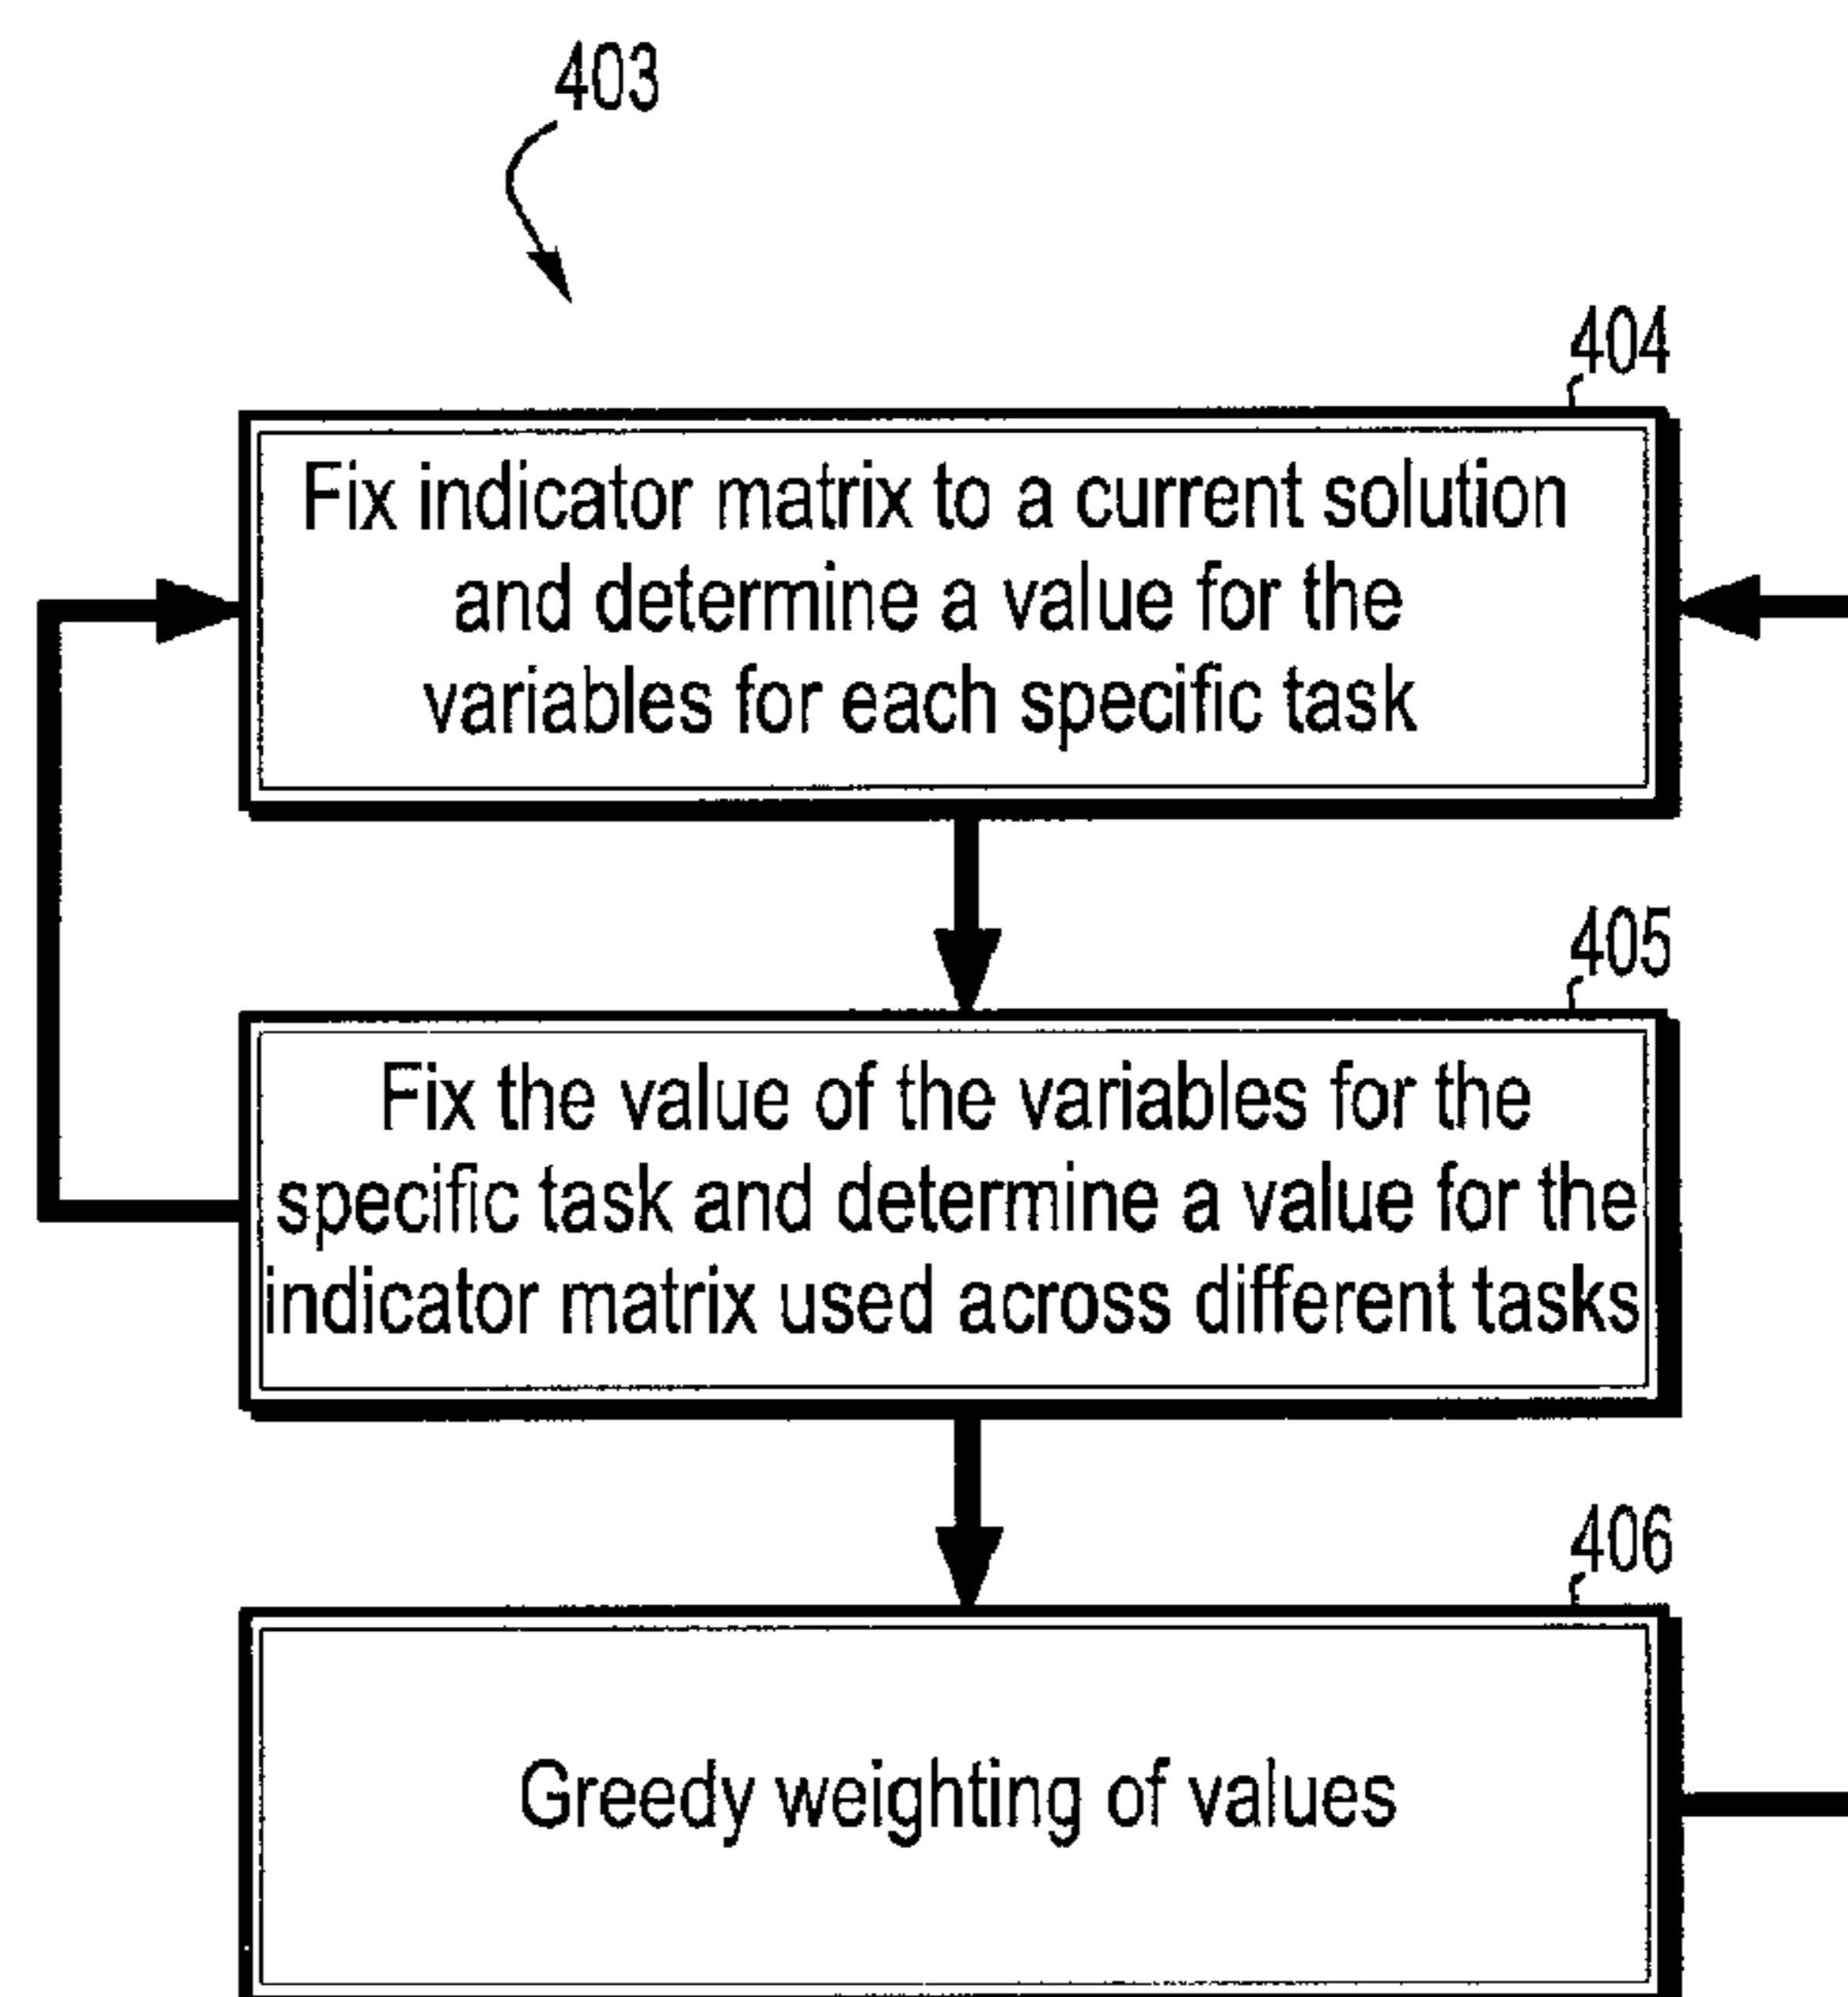 403
404
Fix indicator matrix to a current solution
and determine a value for the
variables for each specific task
405
Fix the value of the variables for the
specific task and determine a value for the
indicator matrix used across different tasks
406
Greedy weighting of values